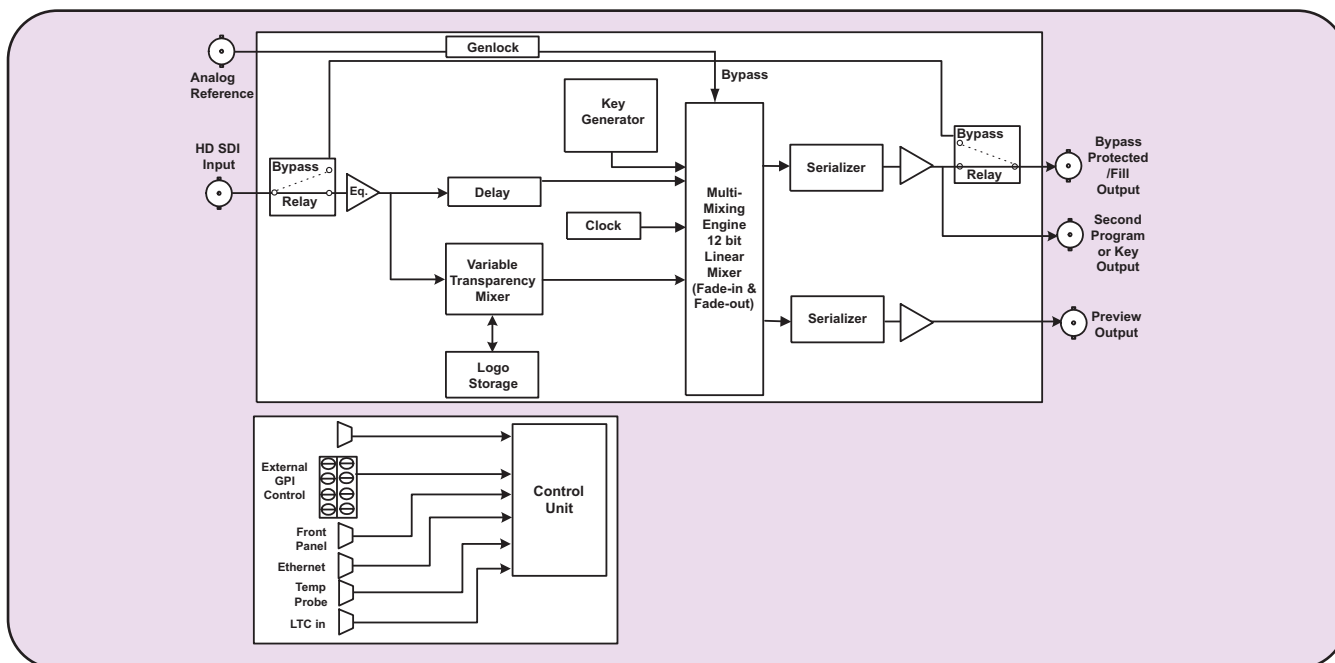 Genlock
Analog
Reference
Bypass
Key
Generator
HD SDI
Input
Bypass
Relay
Eq.
Delay
Clock
Variable
Transparency
Mixer
Logo
Storage
Multi-
Mixing
Engine
12 bit
Linear
Mixer
(Fade-in &
Fade-out)
Serializer
Bypass
Relay
Bypass
Protected
/Fill
Output
Second
Program
or Key
Output
Serializer
Preview
Output
External
GPI
Control
Front
Panel
Ethernet
Temp
Probe
LTC in
Control
Unit